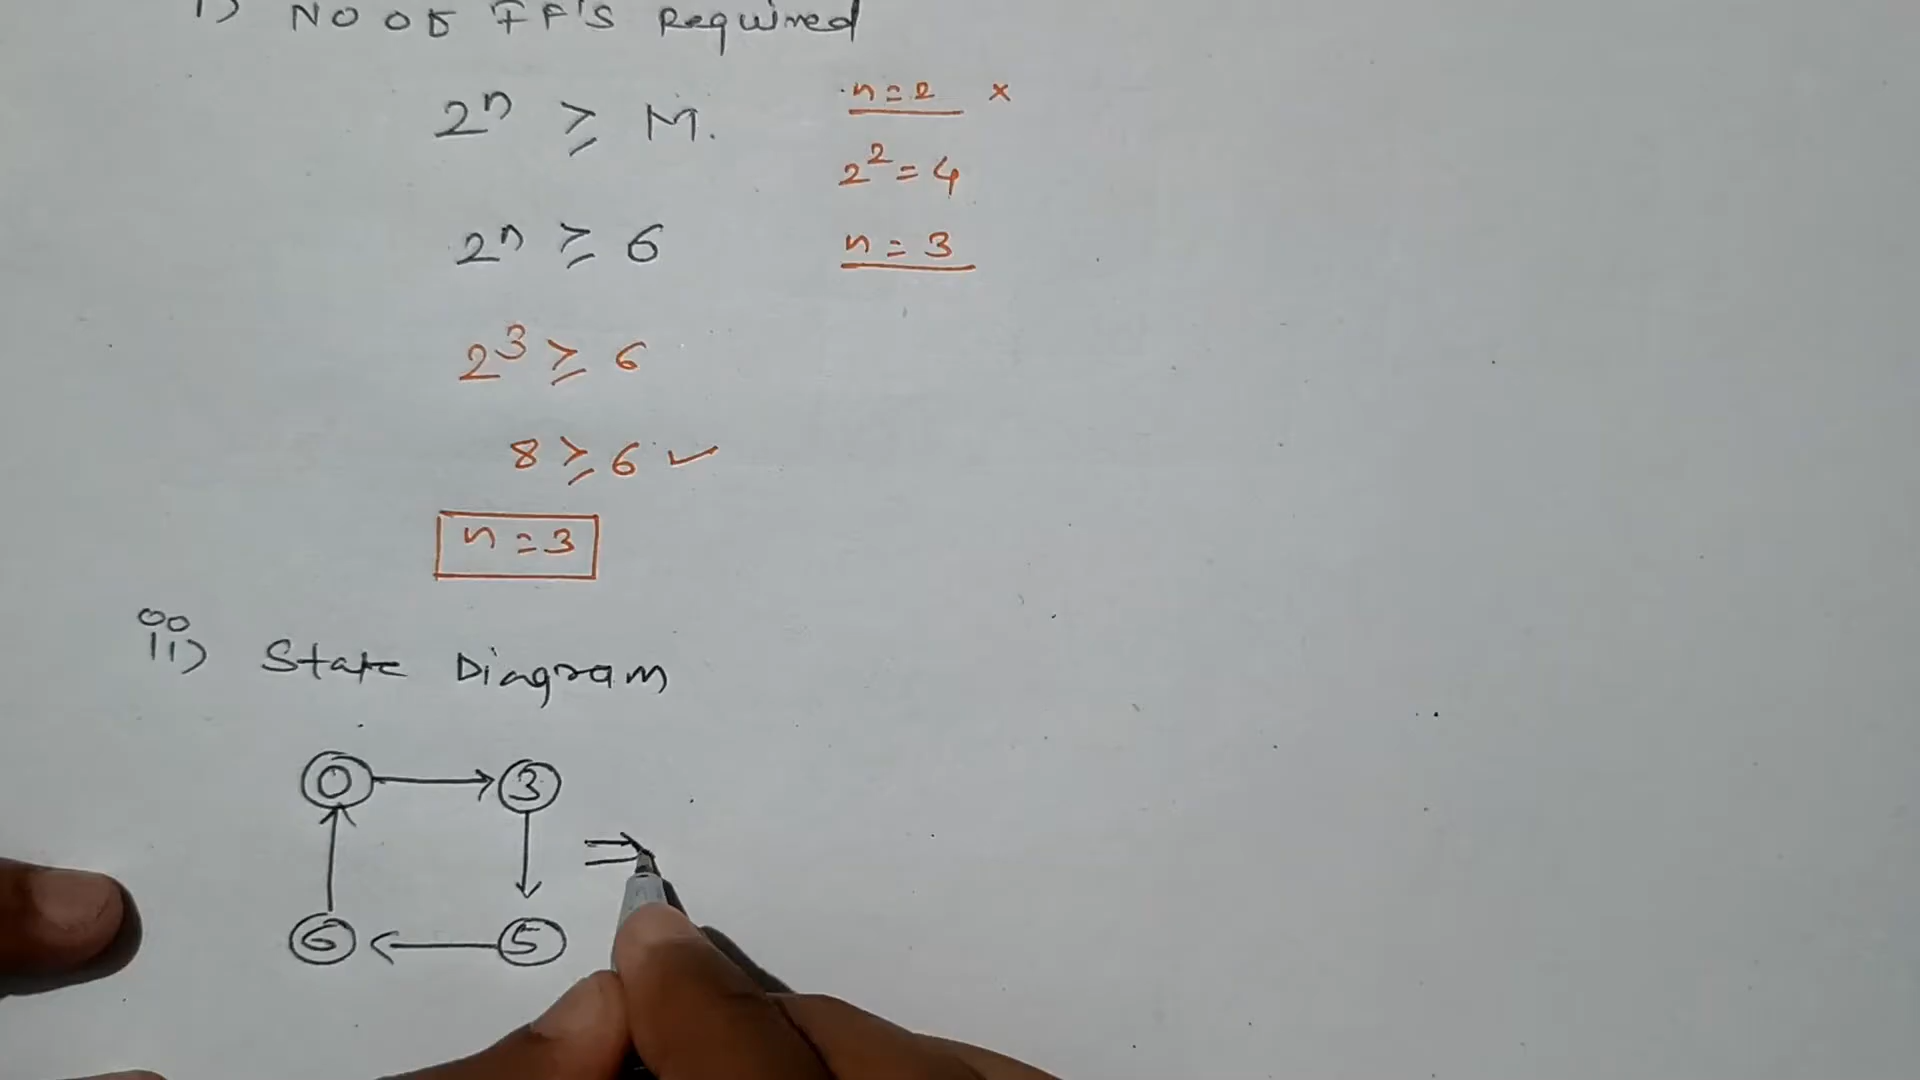 i) No of FF'S Required
2ⁿ ≥ M.
n = 2 ×
2² = 4
2ⁿ ≥ 6
n = 3
2³ ≥ 6
8 ≥ 6 ✓
n = 3
ii) State Diagram
0 → 3
↑ ↓ ⇒
6 ← 5